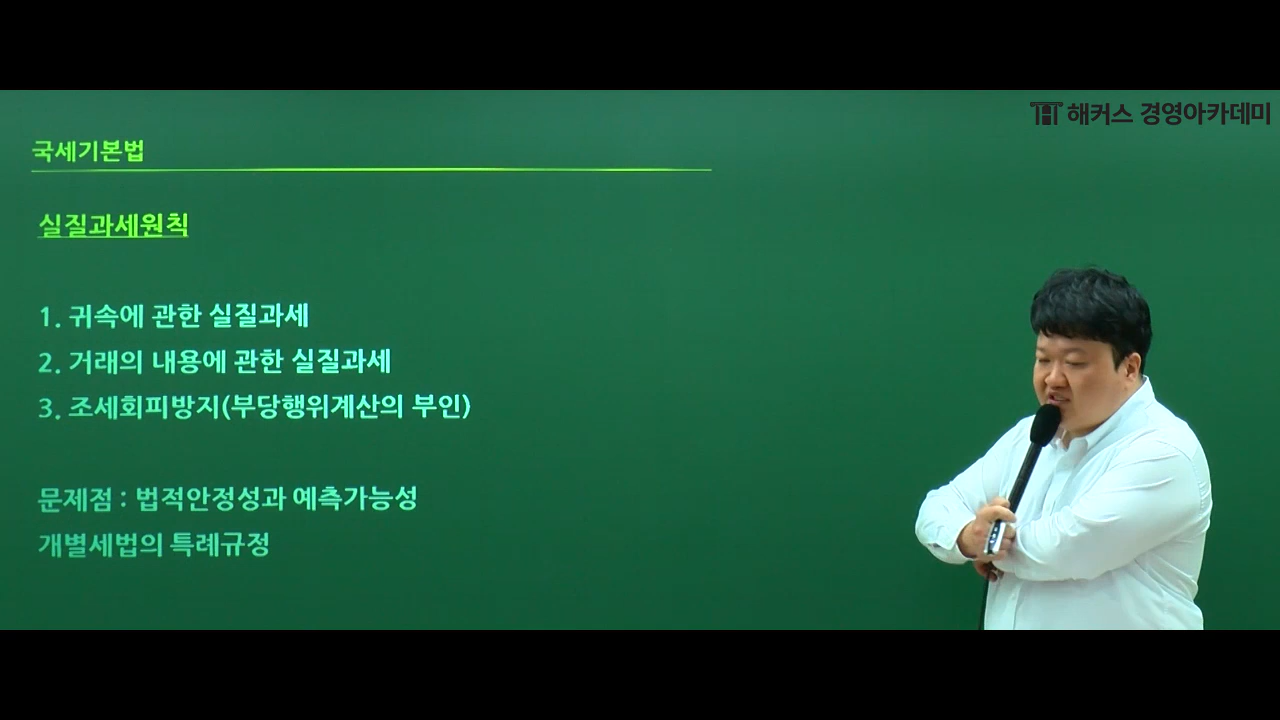 해커스 경영아카데미
국세기본법
실질과세원칙
1. 귀속에 관한 실질과세
2. 거래의 내용에 관한 실질과세
3. 조세회피방지(부당행위계산의 부인)
문제점 : 법적안정성과 예측가능성
개별세법의 특례규정